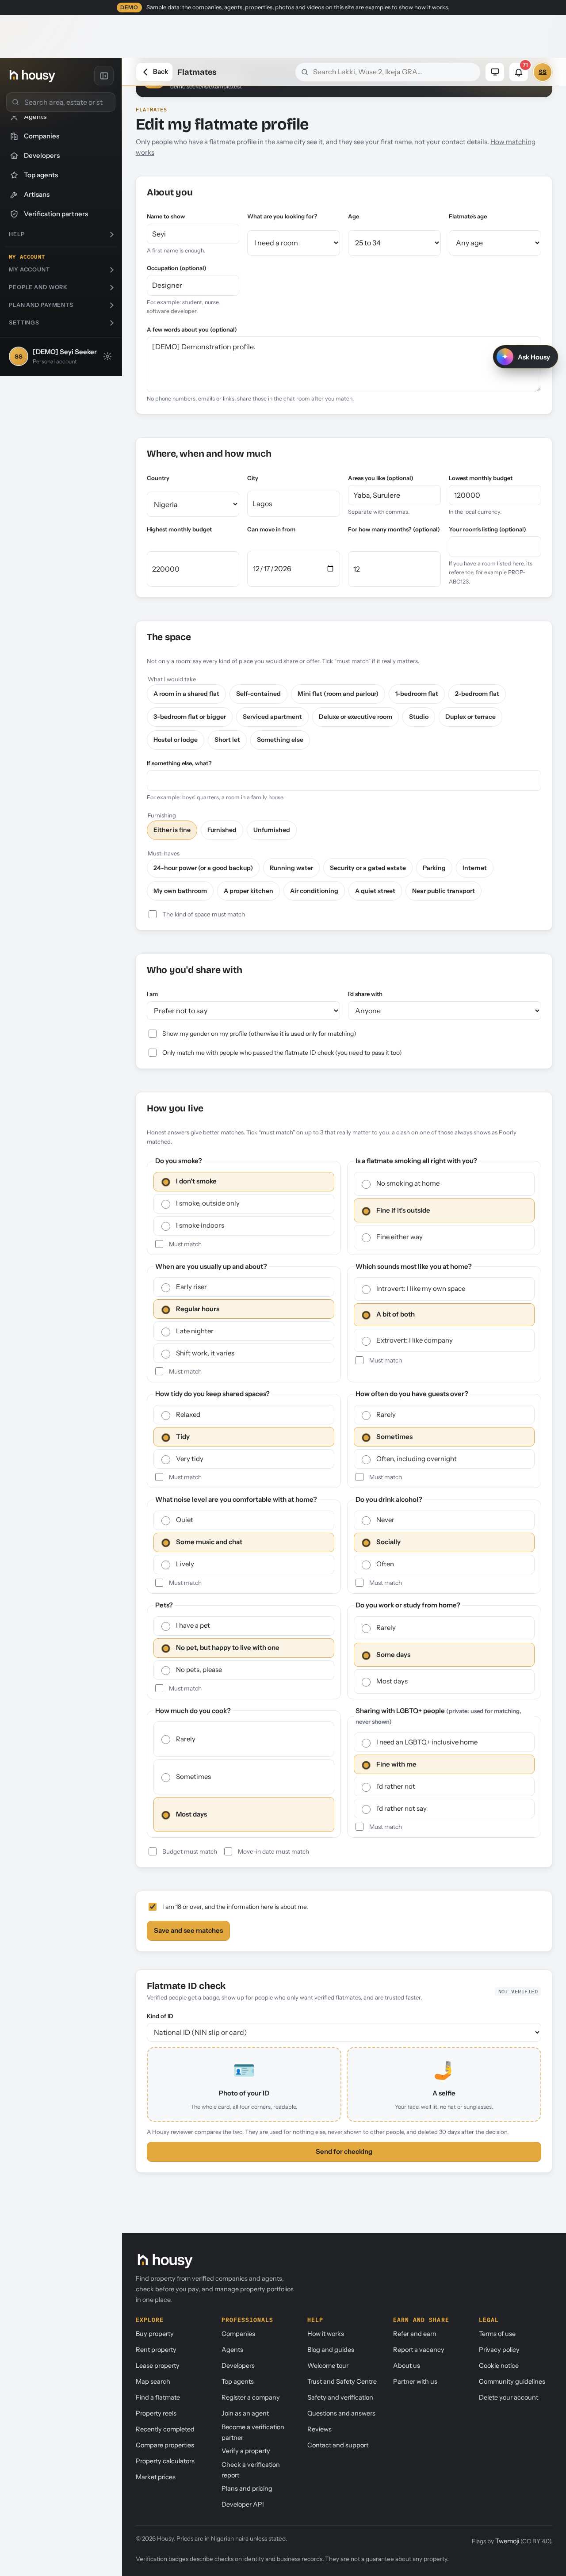 DEMO Sample data: the companies, agents, properties, photos and videos on this site are examples to show how it works.
housy
Search area, estate or st
Agents
Companies
Developers
Top agents
Artisans
Verification partners
HELP
MY ACCOUNT
MY ACCOUNT
PEOPLE AND WORK
PLAN AND PAYMENTS
SETTINGS
SS
[DEMO] Seyi Seeker
Personal account
Back
Flatmates
Search Lekki, Wuse 2, Ikeja GRA...
71
SS
FLATMATES
Edit my flatmate profile
Only people who have a flatmate profile in the same city see it, and they see your first name, not your contact details. How matching
works
About you
Name to show
Seyi
A first name is enough.
What are you looking for?
I need a room
Age
25 to 34
Flatmate's age
Any age
Occupation (optional)
Designer
For example: student, nurse,
software developer.
A few words about you (optional)
[DEMO] Demonstration profile.
No phone numbers, emails or links; share those in the chat room after you match.
Ask Housy
Where, when and how much
Country
Nigeria
City
Lagos
Areas you like (optional)
Yaba, Surulere
Separate with commas.
Lowest monthly budget
120000
In the local currency.
Highest monthly budget
220000
Can move in from
12/17/2026
For how many months? (optional)
12
Your room's listing (optional)
If you have a room listed here, its
reference, for example PROP-
ABC123.
The space
Not only a room: say every kind of place you would share or offer. Tick "must match" if it really matters.
What I would take
A room in a shared flat
Self-contained
Mini flat (room and parlour)
1-bedroom flat
2-bedroom flat
3-bedroom flat or bigger
Serviced apartment
Deluxe or executive room
Studio
Duplex or terrace
Hostel or lodge
Short let
Something else
If something else, what?
For example: boys' quarters, a room in a family house.
Furnishing
Either is fine
Furnished
Unfurnished
Must-haves
24-hour power (or a good backup)
Running water
Security or a gated estate
Parking
Internet
My own bathroom
A proper kitchen
Air conditioning
A quiet street
Near public transport
The kind of space must match
Who you'd share with
I am
Prefer not to say
I'd share with
Anyone
Show my gender on my profile (otherwise it is used only for matching)
Only match me with people who passed the flatmate ID check (you need to pass it too)
How you live
Honest answers give better matches. Tick "must match" on up to 3 that really matter to you: a clash on one of those always shows as Poorly
matched.
Do you smoke?
I don't smoke
I smoke, outside only
I smoke indoors
Must match
Is a flatmate smoking all right with you?
No smoking at home
Fine if it's outside
Fine either way
When are you usually up and about?
Early riser
Regular hours
Late nighter
Shift work, it varies
Must match
Which sounds most like you at home?
Introvert: I like my own space
A bit of both
Extrovert: I like company
Must match
How tidy do you keep shared spaces?
Relaxed
Tidy
Very tidy
Must match
How often do you have guests over?
Rarely
Sometimes
Often, including overnight
Must match
What noise level are you comfortable with at home?
Quiet
Some music and chat
Lively
Must match
Do you drink alcohol?
Never
Socially
Often
Must match
Pets?
I have a pet
No pet, but happy to live with one
No pets, please
Must match
Do you work or study from home?
Rarely
Some days
Most days
How much do you cook?
Rarely
Sometimes
Most days
Sharing with LGBTQ+ people (private: used for matching,
never shown)
I need an LGBTQ+ inclusive home
Fine with me
I'd rather not
I'd rather not say
Must match
Budget must match
Move-in date must match
I am 18 or over, and the information here is about me.
Save and see matches
Flatmate ID check
NOT VERIFIED
Verified people get a badge, show up for people who only want verified flatmates, and are trusted faster.
Kind of ID
National ID (NIN slip or card)
Photo of your ID
The whole card, all four corners, readable.
A selfie
Your face, well lit, no hat or sunglasses.
A Housy reviewer compares the two. They are used for nothing else, never shown to other people, and deleted 30 days after the decision.
Send for checking
housy
Find property from verified companies and agents,
check before you pay, and manage property portfolios
in one place.
EXPLORE
Buy property
Rent property
Lease property
Map search
Find a flatmate
Property reels
Recently completed
Compare properties
Property calculators
Market prices
PROFESSIONALS
Companies
Agents
Developers
Top agents
Register a company
Join as an agent
Become a verification
partner
Verify a property
Check a verification
report
Plans and pricing
Developer API
HELP
How it works
Blog and guides
Welcome tour
Trust and Safety Centre
Safety and verification
Questions and answers
Reviews
Contact and support
EARN AND SHARE
Refer and earn
Report a vacancy
About us
Partner with us
LEGAL
Terms of use
Privacy policy
Cookie notice
Community guidelines
Delete your account
© 2026 Housy. Prices are in Nigerian naira unless stated.
Flags by Twemoji (CC BY 4.0).
Verification badges describe checks on identity and business records. They are not a guarantee about any property.